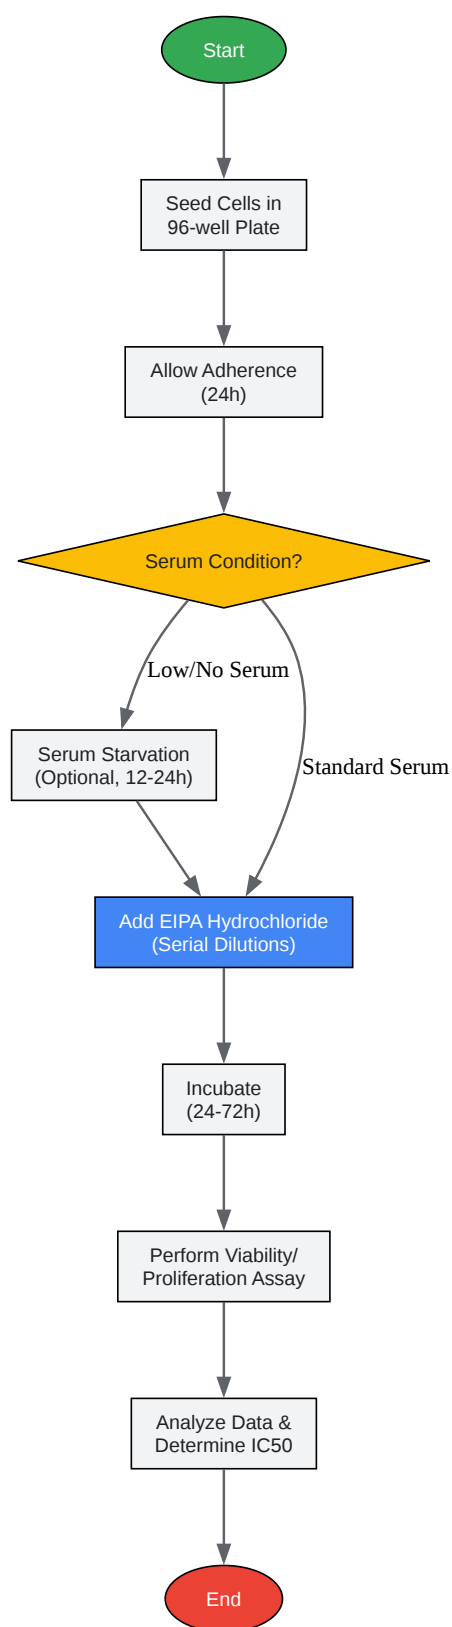 Start
Seed Cells in
96-well Plate
Allow Adherence
(24h)
Serum Condition?
Low/No Serum
Serum Starvation
(Optional, 12-24h)
Standard Serum
Add EIPA Hydrochloride
(Serial Dilutions)
Incubate
(24-72h)
Perform Viability/
Proliferation Assay
Analyze Data &
Determine IC50
End